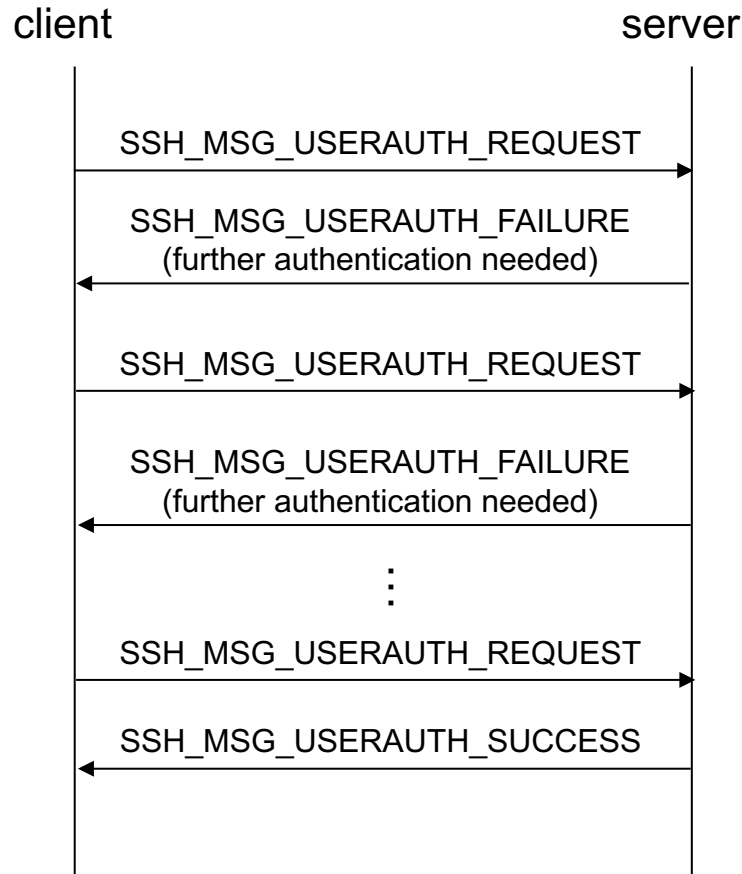 client
server
SSH_MSG_USERAUTH_REQUEST
SSH_MSG_USERAUTH_FAILURE
(further authentication needed)
SSH_MSG_USERAUTH_REQUEST
SSH_MSG_USERAUTH_FAILURE
(further authentication needed)
...
SSH_MSG_USERAUTH_REQUEST
SSH_MSG_USERAUTH_SUCCESS